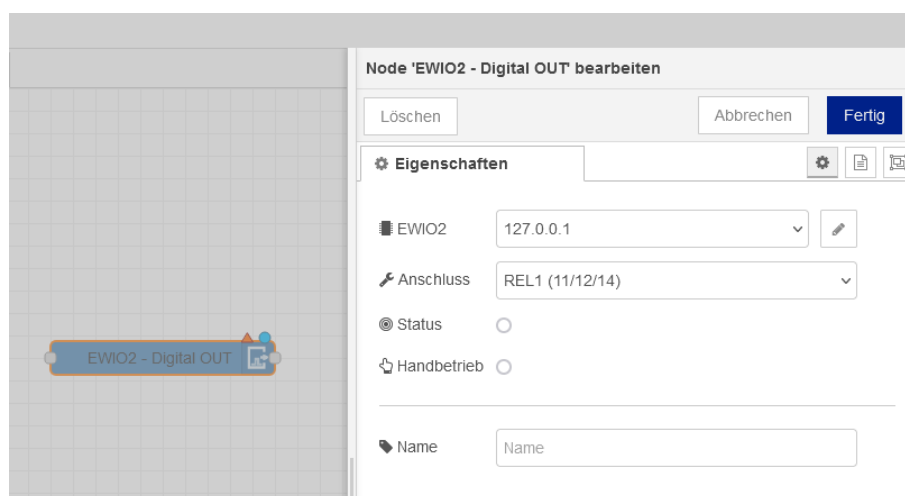 Node 'EWIO2 - Digital OUT' bearbeiten
Löschen
Abbrechen
Fertig
Eigenschaften
EWIO2
127.0.0.1
Anschluss
REL1 (11/12/14)
Status
EWIO2 - Digital OUT
Handbetrieb
Name
Name